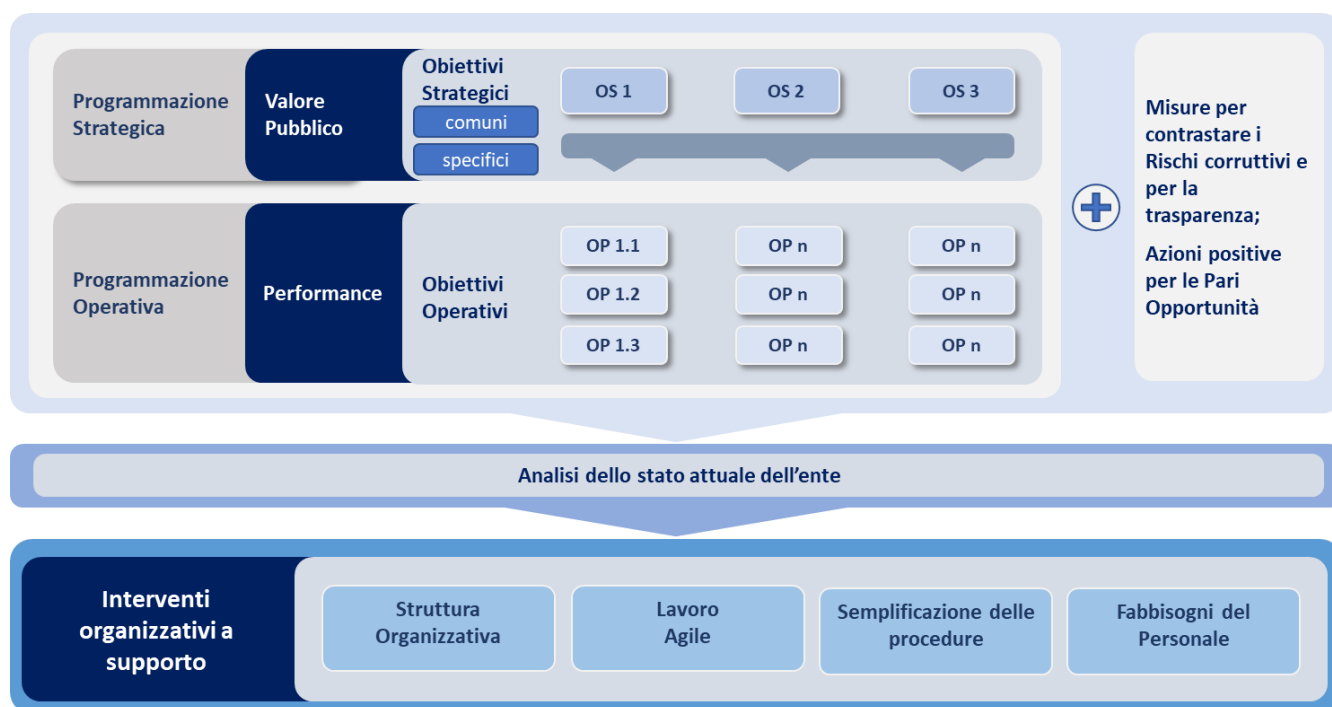 Programmazione
Strategica
Valore
Pubblico
Obiettivi
Strategici
comuni
specifici
OS 1
OS 2
OS 3
Programmazione
Operativa
Performance
Obiettivi
Operativi
OP 1.1
OP n
OP n
OP 1.2
OP n
OP n
OP 1.3
OP n
OP n
Misure per
contrastare i
Rischi corruttivi e
per la
trasparenza;
Azioni positive
per le Pari
Opportunità
Analisi dello stato attuale dell'ente
Interventi
organizzativi a
supporto
Struttura
Organizzativa
Lavoro
Agile
Semplificazione delle
procedure
Fabbisogni del
Personale